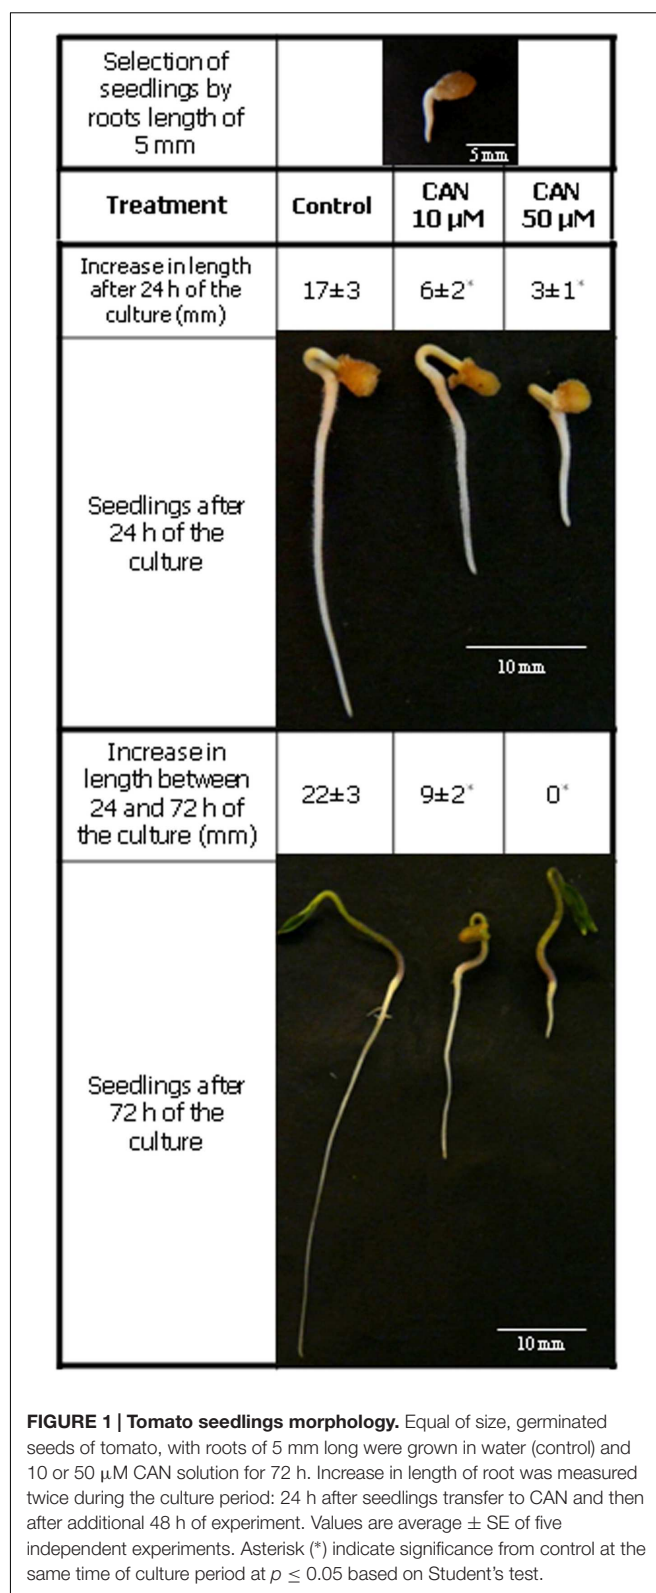 Selection of
seedlings by
roots length of
5 mm
5 mm
Treatment
Control
CAN
10 µM
CAN
50 µM
Increase in length
after 24 h of the
culture (mm)
17±3
6±2*
3±1*
Seedlings after
24 h of the
culture
10 mm
Increase in
length between
24 and 72 h of
the culture (mm)
22±3
9±2*
0*
Seedlings after
72 h of the
culture
10 mm
FIGURE 1 | Tomato seedlings morphology. Equal of size, germinated
seeds of tomato, with roots of 5 mm long were grown in water (control) and
10 or 50 µM CAN solution for 72 h. Increase in length of root was measured
twice during the culture period: 24 h after seedlings transfer to CAN and then
after additional 48 h of experiment. Values are average ± SE of five
independent experiments. Asterisk (*) indicate significance from control at the
same time of culture period at p ≤ 0.05 based on Student's test.